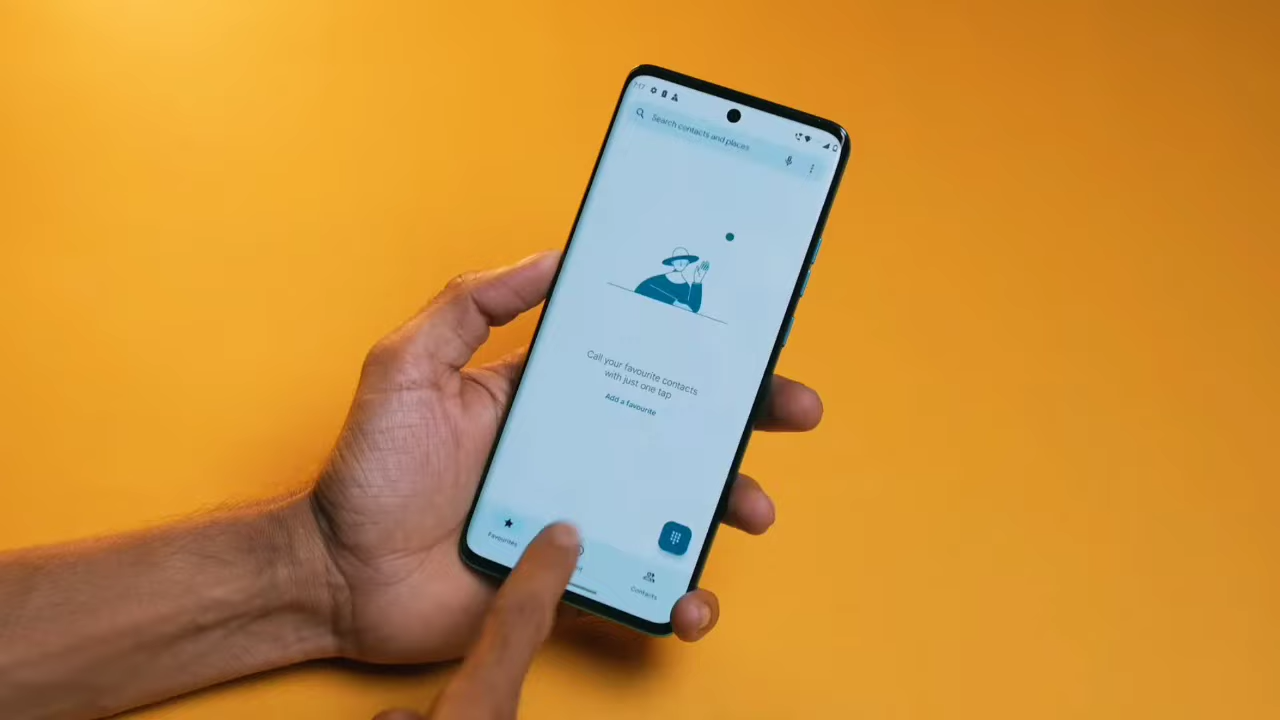 Search contacts and places
Call your favourite contacts
with just one tap
Add a favourite
Favourites
Contacts